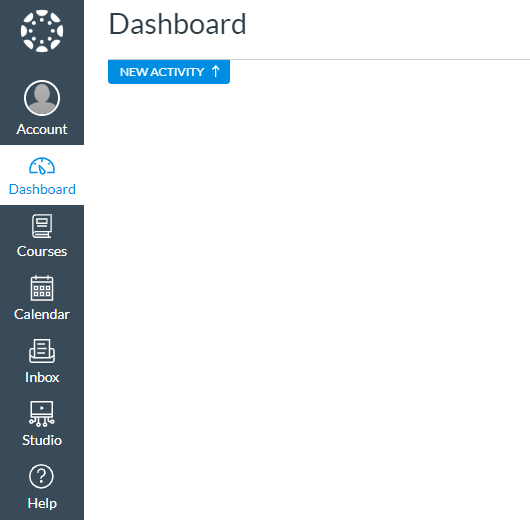 Dashboard
NEW ACTIVITY ↑
Account
Dashboard
Courses
Calendar
Inbox
Studio
Help